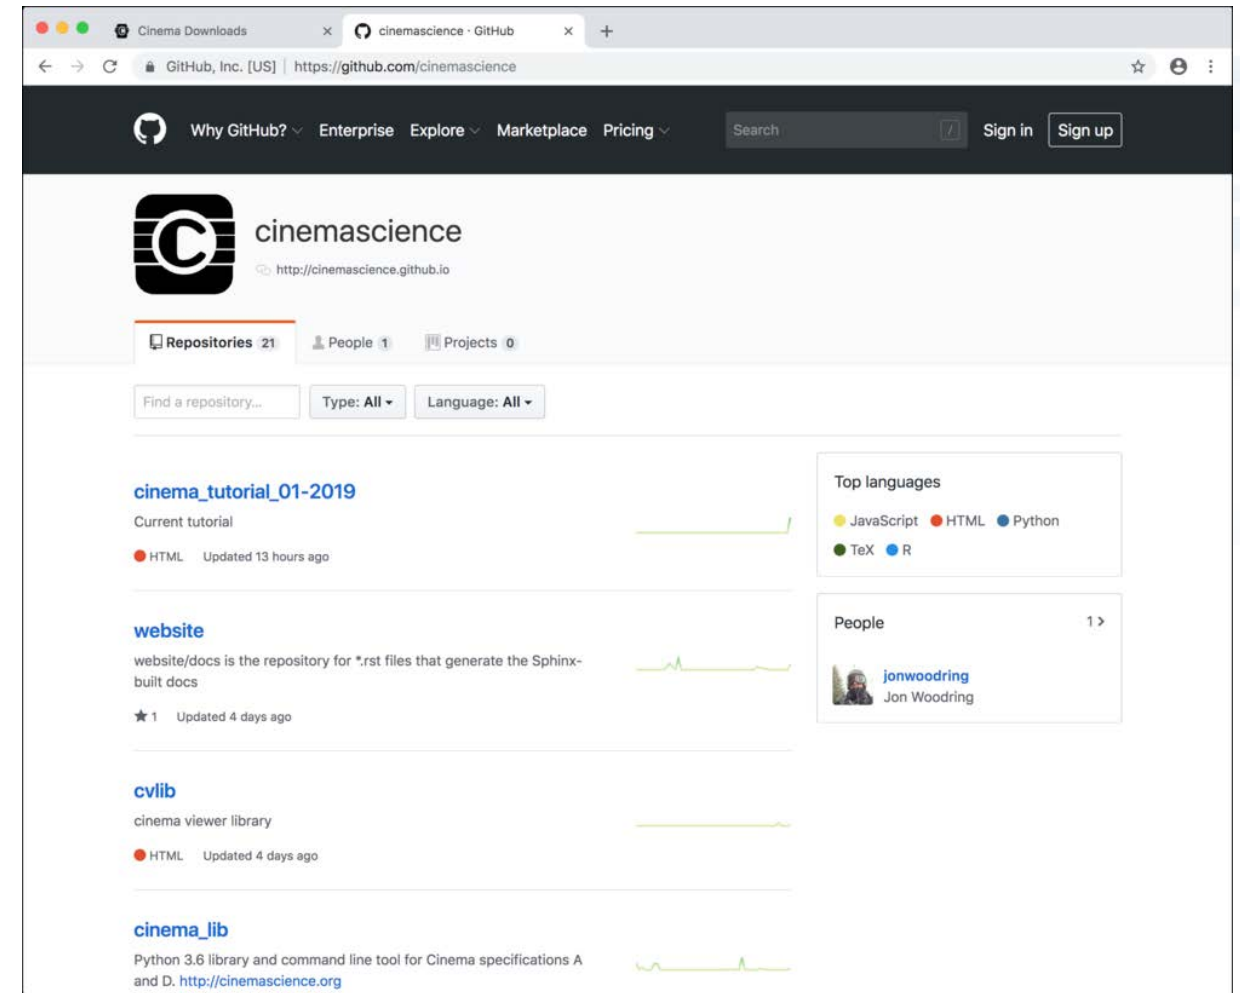 Cinema Downloads
cinemascience · GitHub
GitHub, Inc. [US] | https://github.com/cinemascience
Why GitHub? Enterprise Explore Marketplace Pricing Search / Sign in Sign up
C
cinemascience
http://cinemascience.github.io
Repositories 21 People 1 Projects 0
Find a repository... Type: All Language: All
cinema_tutorial_01-2019
Current tutorial
HTML Updated 13 hours ago
website
website/docs is the repository for *.rst files that generate the Sphinx-
built docs
1 Updated 4 days ago
cvlib
cinema viewer library
HTML Updated 4 days ago
cinema_lib
Python 3.6 library and command line tool for Cinema specifications A
and D. http://cinemascience.org
Top languages
JavaScript HTML Python
TeX R
People 1 >
jonwoodring
Jon Woodring